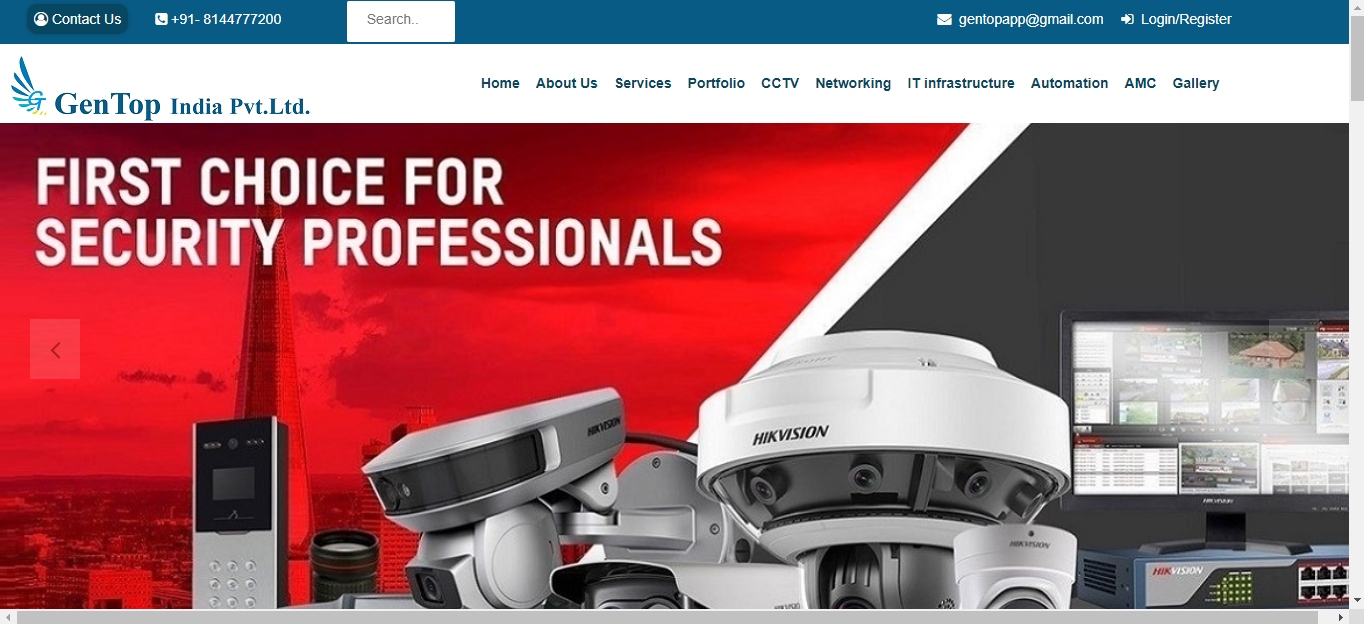 Contact Us
+91- 8144777200
Search..
gentopapp@gmail.com
Login/Register
GenTop India Pvt.Ltd.
Home About Us Services Portfolio CCTV Networking IT infrastructure Automation AMC Gallery
FIRST CHOICE FOR
SECURITY PROFESSIONALS
HIKVISION
HIKVISION
HIKVISION
HIKVISION
HIKVISION